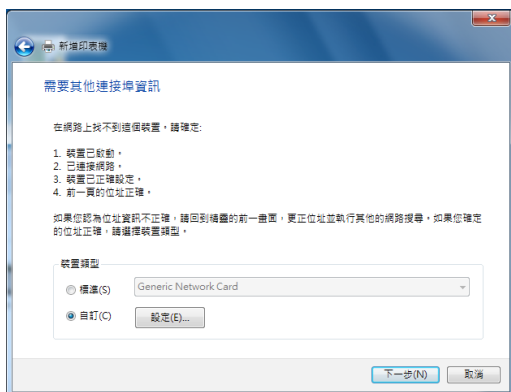 新增印表機
需要其他連接埠資訊
在網路上找不到這個裝置。請確定:
1. 裝置已啟動。
2. 已連接網路。
3. 裝置已正確設定。
4. 前一頁的位址正確。
如果您認為位址資訊不正確，請回到精靈的前一畫面，更正位址並執行其他的網路搜尋。如果您確定
的位址正確，請選擇裝置類型。
裝置類型
標準(S)
Generic Network Card
自訂(C)
設定(E)...
下一步(N)
取消